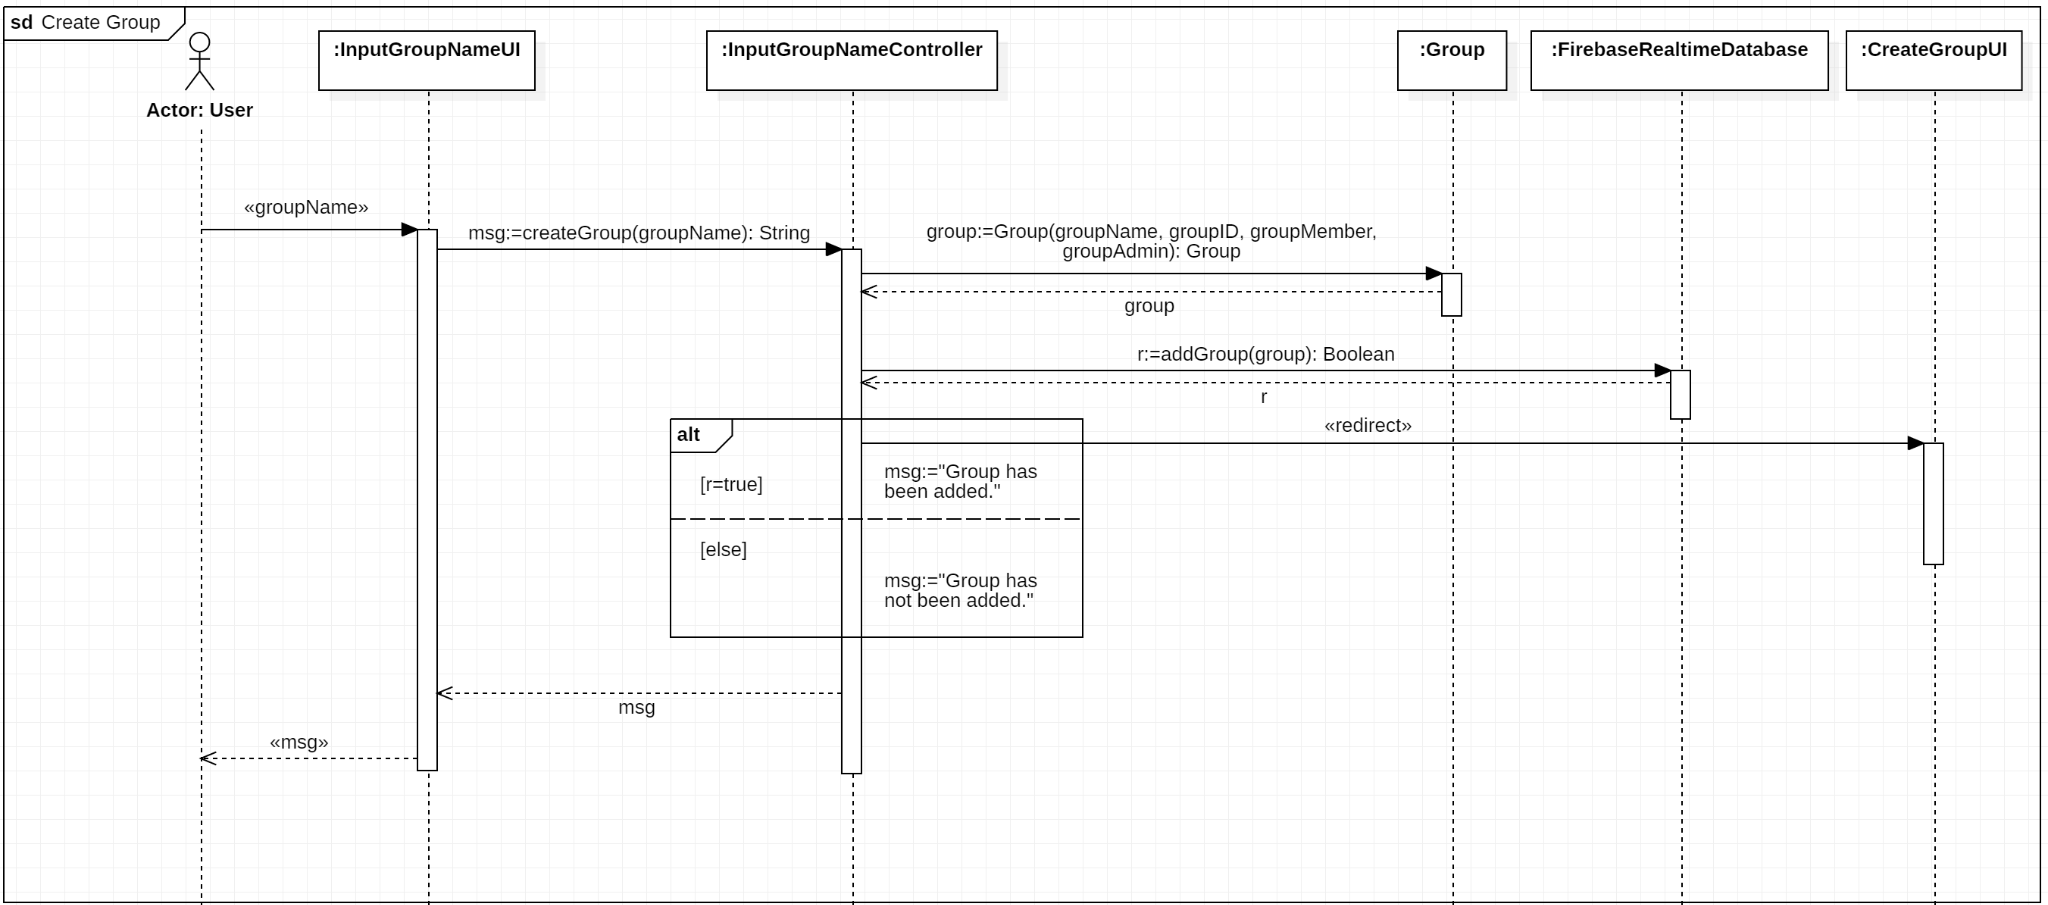 sd Create Group
Actor: User
:InputGroupNameUI
:InputGroupNameController
:Group
:FirebaseRealtimeDatabase
:CreateGroupUI
«groupName»
msg:=createGroup(groupName): String
group:=Group(groupName, groupID, groupMember,
groupAdmin): Group
group
r:=addGroup(group): Boolean
r
alt
«redirect»
[r=true]
msg:="Group has
been added."
[else]
msg:="Group has
not been added."
msg
«msg»